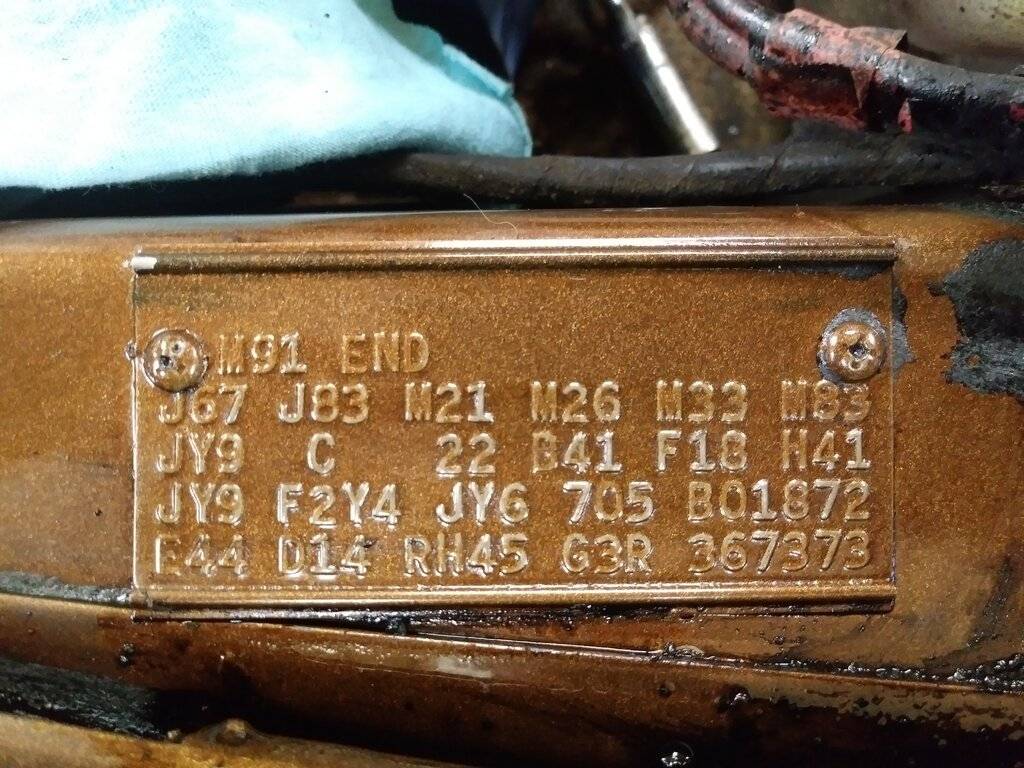 M91 END
J67 J83 M21 M26 M33 M83
JY9 C 22 B41 F18 H41
JY9 F2Y4 JY6 705 B01872
E44 D14 RH45 G3R 367373